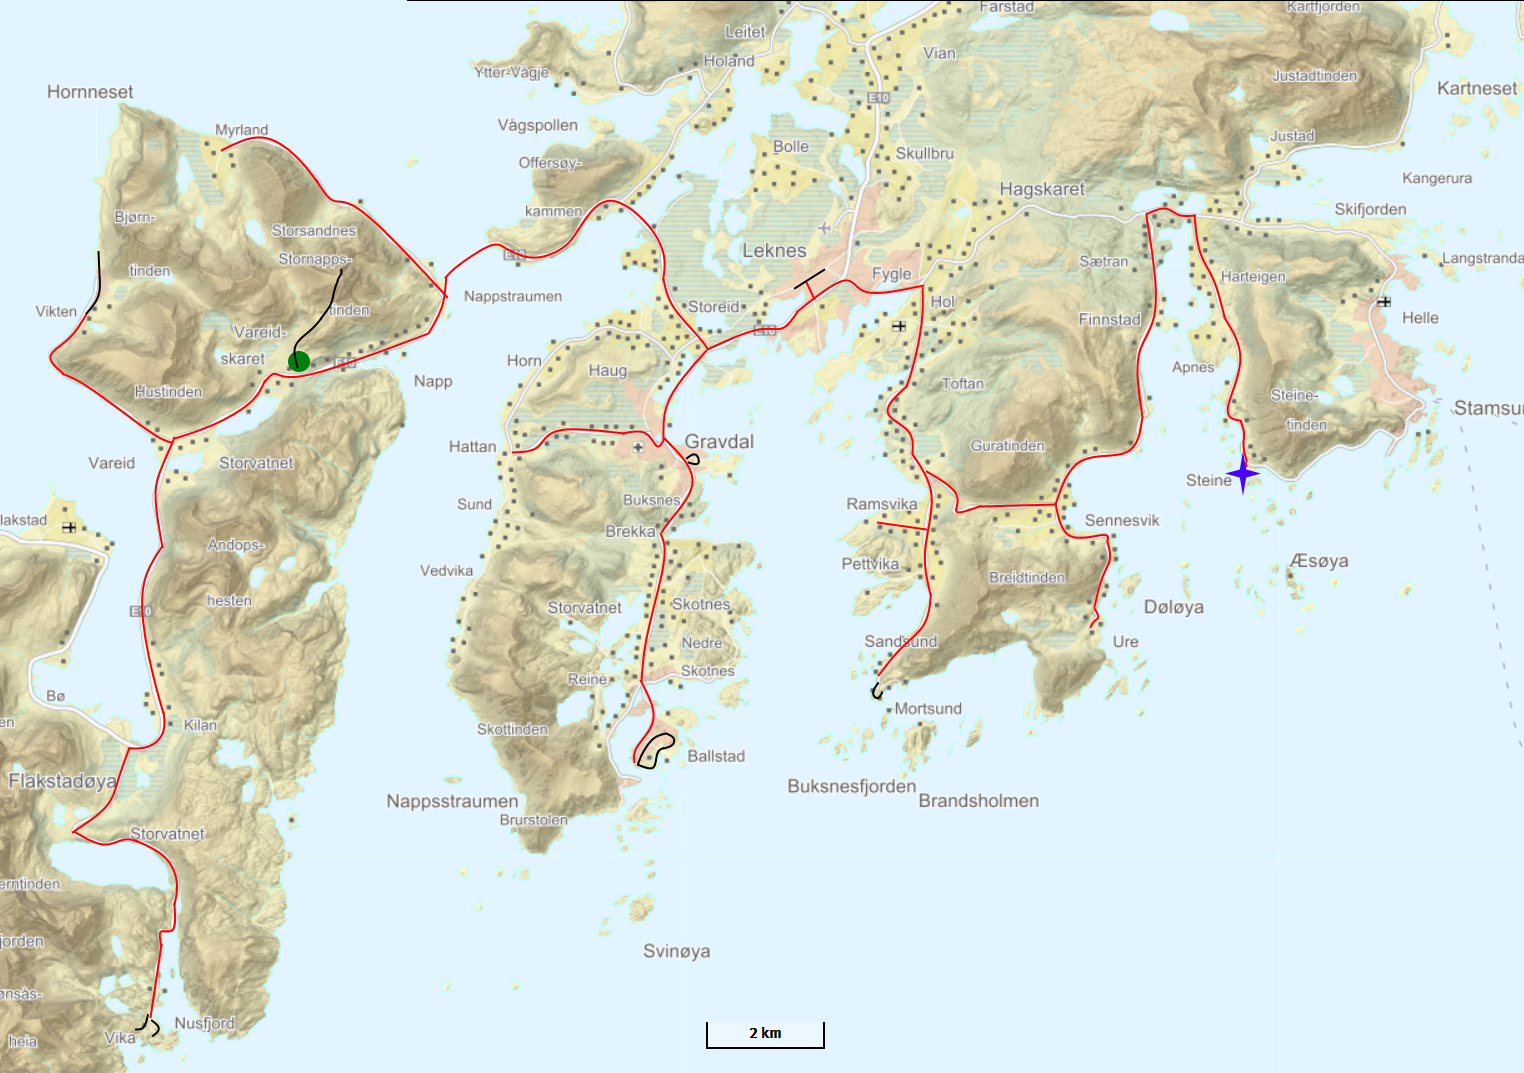 Leitet
Farstad
Kartfjorden
Holand
Vian
Ytter-Vågje
Justadtinden
Kartneset
Hornneset
E10
Vågspollen
Myrland
Bolle
Skullbru
Justad
Offersøy-
kammen
Hagskaret
Kangerura
Bjørn-
tinden
Skifjorden
Storsandnes
Stornapps-
tinden
E10
Leknes
Fygle
Sætran
Harteigen
Langstranda
Vikten
Nappstraumen
Storeid
Hol
Finnstad
Helle
Vareid-
skaret
E10
E10
Horn
Haug
Apnes
Napp
Hustinden
Toftan
Steine-
tinden
Stamsun
Hattan
Gravdal
Guratinden
Vareid
Storvatnet
Steine
Sund
Buksnes
Ramsvika
lakstad
Brekka
Sennesvik
Andops-
hesten
Vedvika
Pettvika
Breidtinden
Æsøya
E10
Storvatnet
Skotnes
Døløya
Nedre
Skotnes
Sandsund
Ure
Reine
Bø
en
Kilan
Skottinden
Mortsund
Ballstad
Flakstadøya
Buksnesfjorden
Brandsholmen
Nappsstraumen
Brurstolen
Storvatnet
erntinden
jorden
Svinøya
ønsås-
heia
Vika
Nusfjord
2 km